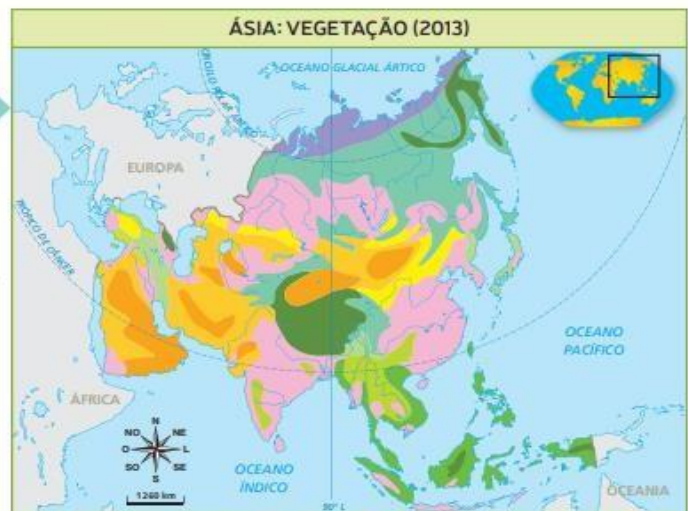 ÁSIA: VEGETAÇÃO (2013)
OCEANO GLACIAL ÁRTICO
CÍRCULO POLAR ÁRTICO
EUROPA
TRÓPICO DE CÂNCER
OCEANO
PACÍFICO
ÁFRICA
N
NO
NE
O
L
SO
SE
S
1260 km
OCEANO
ÍNDICO
90° L
OCEANIA